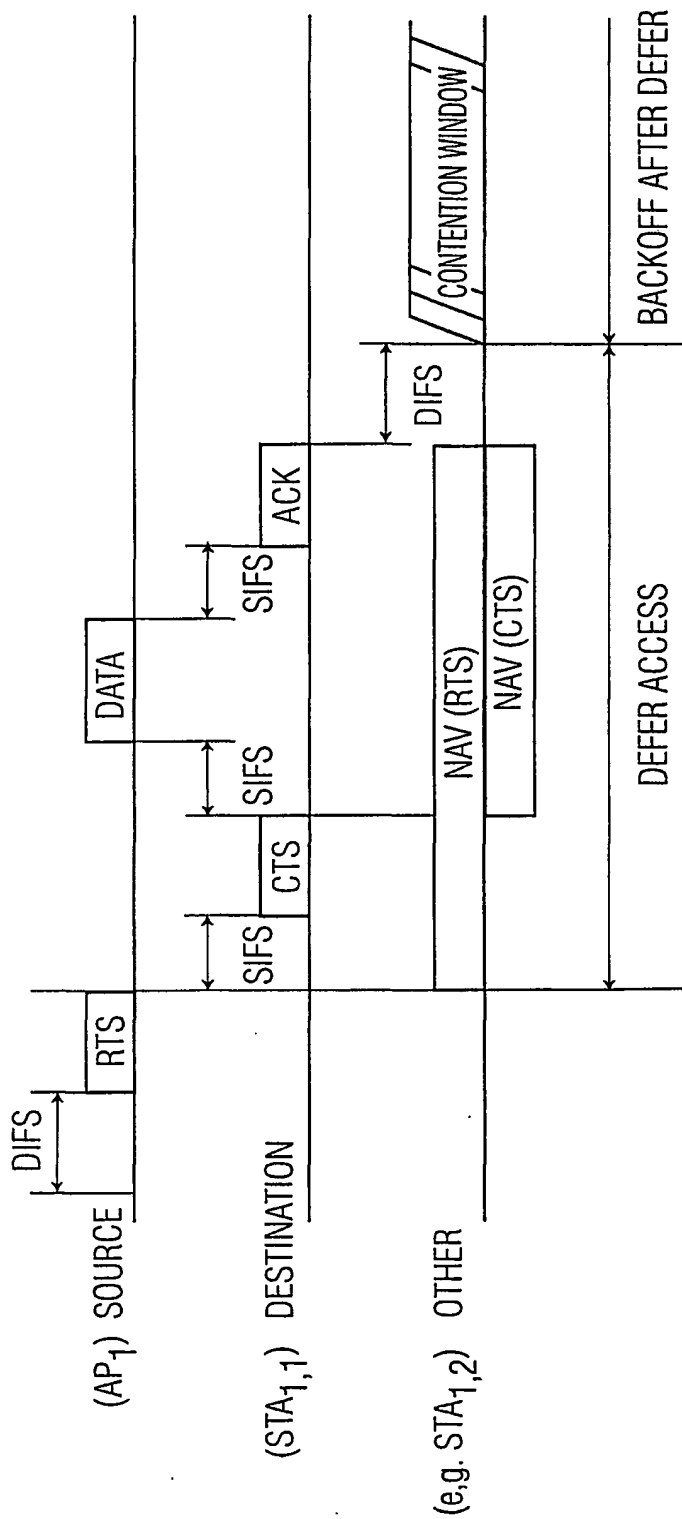 DIFS
(AP1) SOURCE
RTS
DATA
SIFS
SIFS
SIFS
(STA1,1) DESTINATION
CTS
ACK
DIFS
(e,g. STA1,2) OTHER
NAV (RTS)
NAV (CTS)
CONTENTION WINDOW
DEFER ACCESS
BACKOFF AFTER DEFER